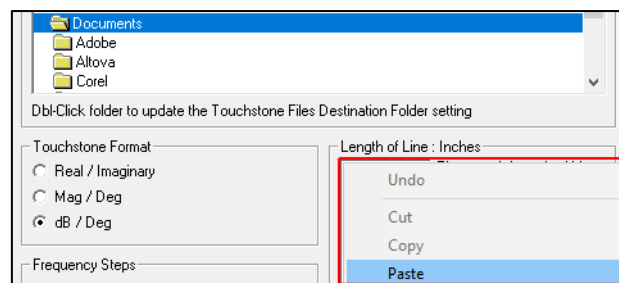 Documents
Adobe
Altova
Corel
Dbl-Click folder to update the Touchstone Files Destination Folder setting
Touchstone Format
Real / Imaginary
Mag / Deg
dB / Deg
Frequency Steps
Length of Line : Inches
Undo
Cut
Copy
Paste